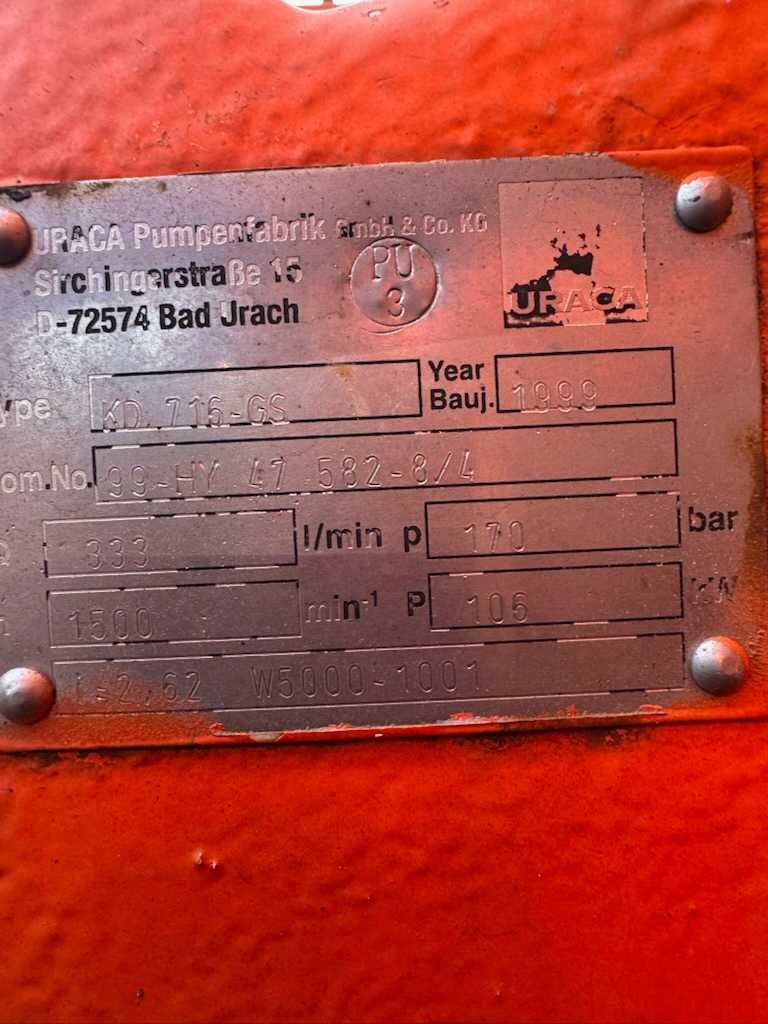 URACA Pumpenfabrik GmbH & Co. KG
Sirchingerstraße 15
D-72574 Bad Urach
PU
3
URACA
ype KD 716-GS Year Bauj. 1999
om.No. 99-HY 47 582-8/4
Q 333 l/min p 170 bar
n 1500 min-¹ P 106 kW
i=2,62 W5000-1001